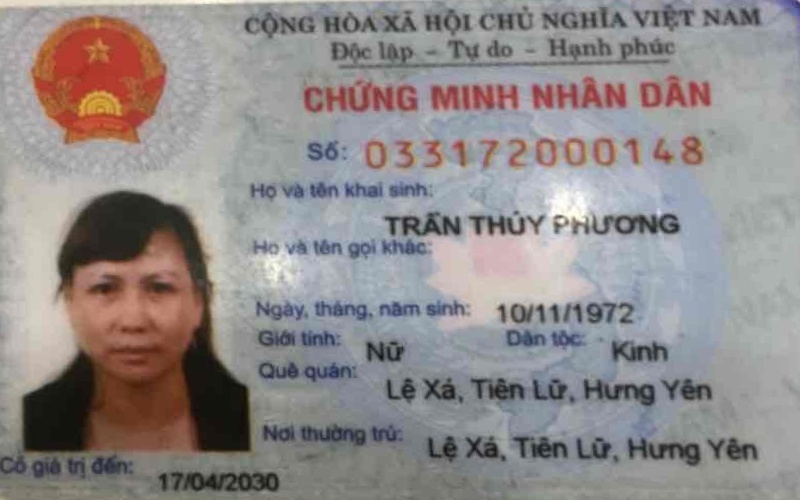 CỘNG HÒA XÃ HỘI CHỦ NGHĨA VIỆT NAM
Độc lập - Tự do - Hạnh phúc
CHỨNG MINH NHÂN DÂN
Số: 033172000148
Họ và tên khai sinh:
TRẦN THÚY PHƯƠNG
Họ và tên gọi khác:
Ngày, tháng, năm sinh: 10/11/1972
Giới tính: Nữ Dân tộc: Kinh
Quê quán:
Lệ Xá, Tiên Lữ, Hưng Yên
Nơi thường trú: Lệ Xá, Tiên Lữ, Hưng Yên
Có giá trị đến: 17/04/2030